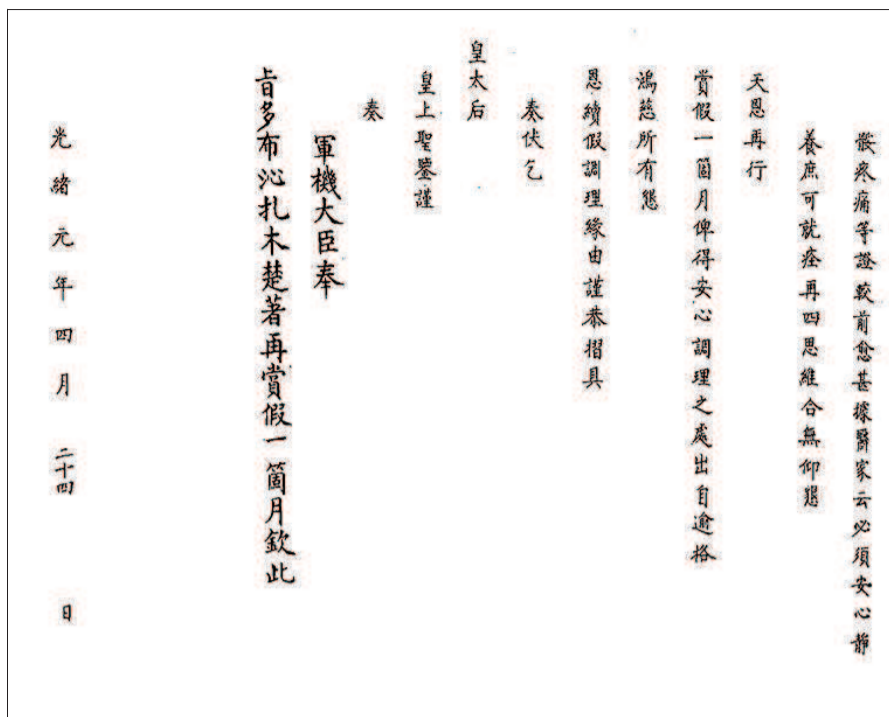 骸疼痛等證較前愈甚據醫家云必須安心靜
養庶可就痊再四思維合無仰懇
天恩再行
賞假一箇月俾得安心調理之處出自逾格
鴻慈所有懇
恩續假調理緣由謹恭摺具
奏伏乞
皇太后
皇上聖鑒謹
奏
軍機大臣奉
旨多布沁扎木楚著再賞假一箇月欽此
光緒元年四月二十四日